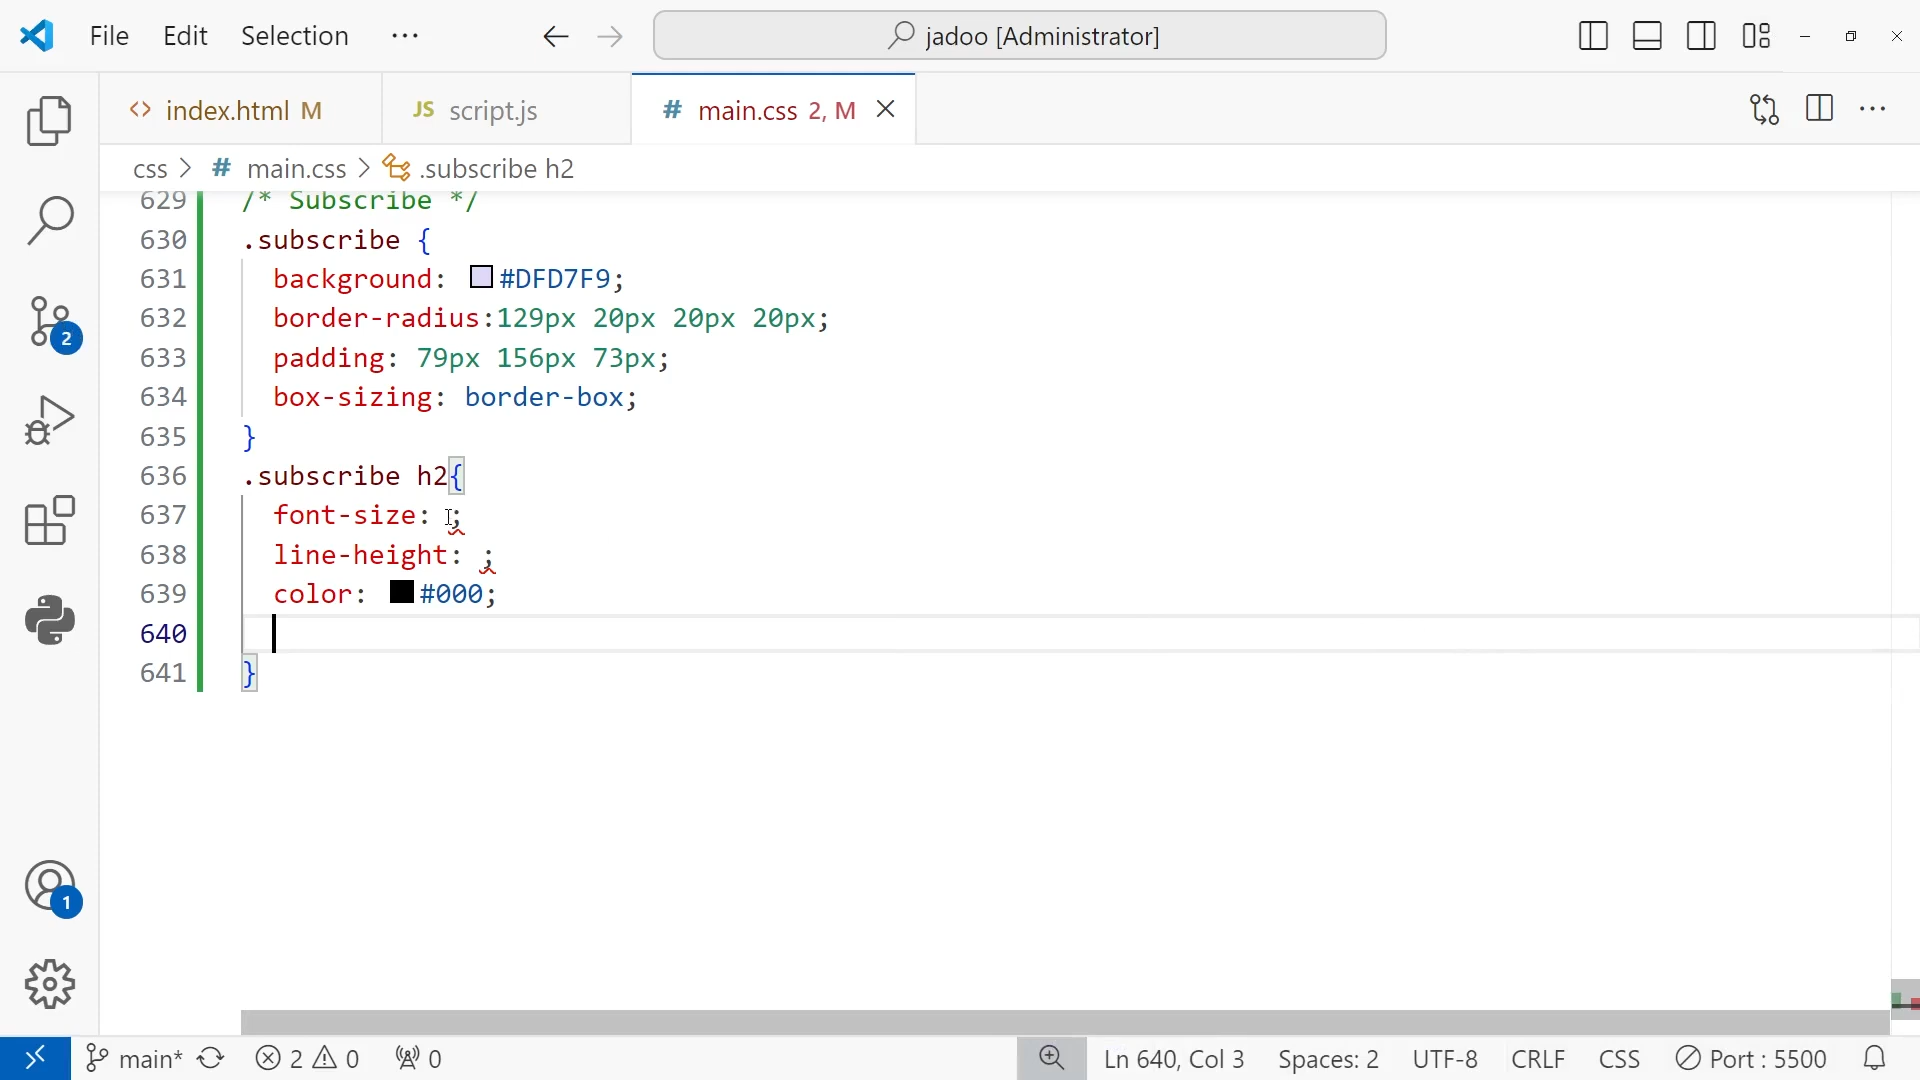 File Edit Selection ···
jadoo [Administrator]
index.html M
JS script.js
# main.css 2, M
css > # main.css > .subscribe h2
629 /* Subscribe */
630 .subscribe {
631 background: #DFD7F9;
632 border-radius:129px 20px 20px 20px;
633 padding: 79px 156px 73px;
634 box-sizing: border-box;
635 }
636 .subscribe h2{
637 font-size: ;
638 line-height: ;
639 color: #000;
640
641 }
2
1
main* 2 0 0 Ln 640, Col 3 Spaces: 2 UTF-8 CRLF CSS Port : 5500